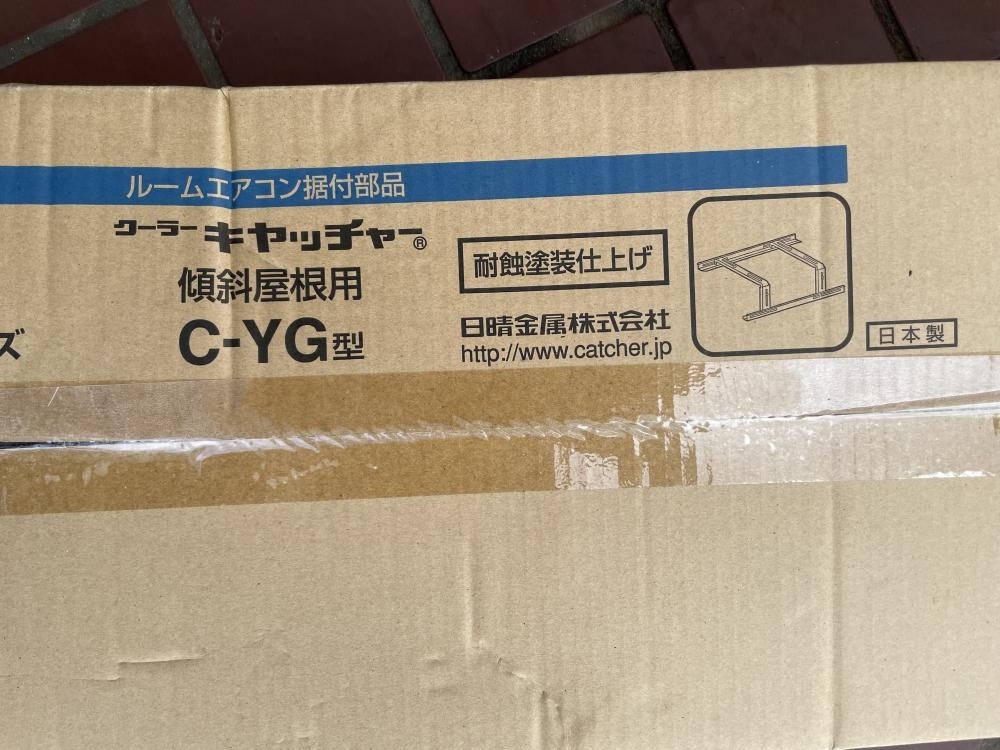 ルームエアコン据付部品
クーラーキャッチャー®
傾斜屋根用
ズ
C-YG型
耐蝕塗装仕上げ
日晴金属株式会社
http://www.catcher.jp
日本製